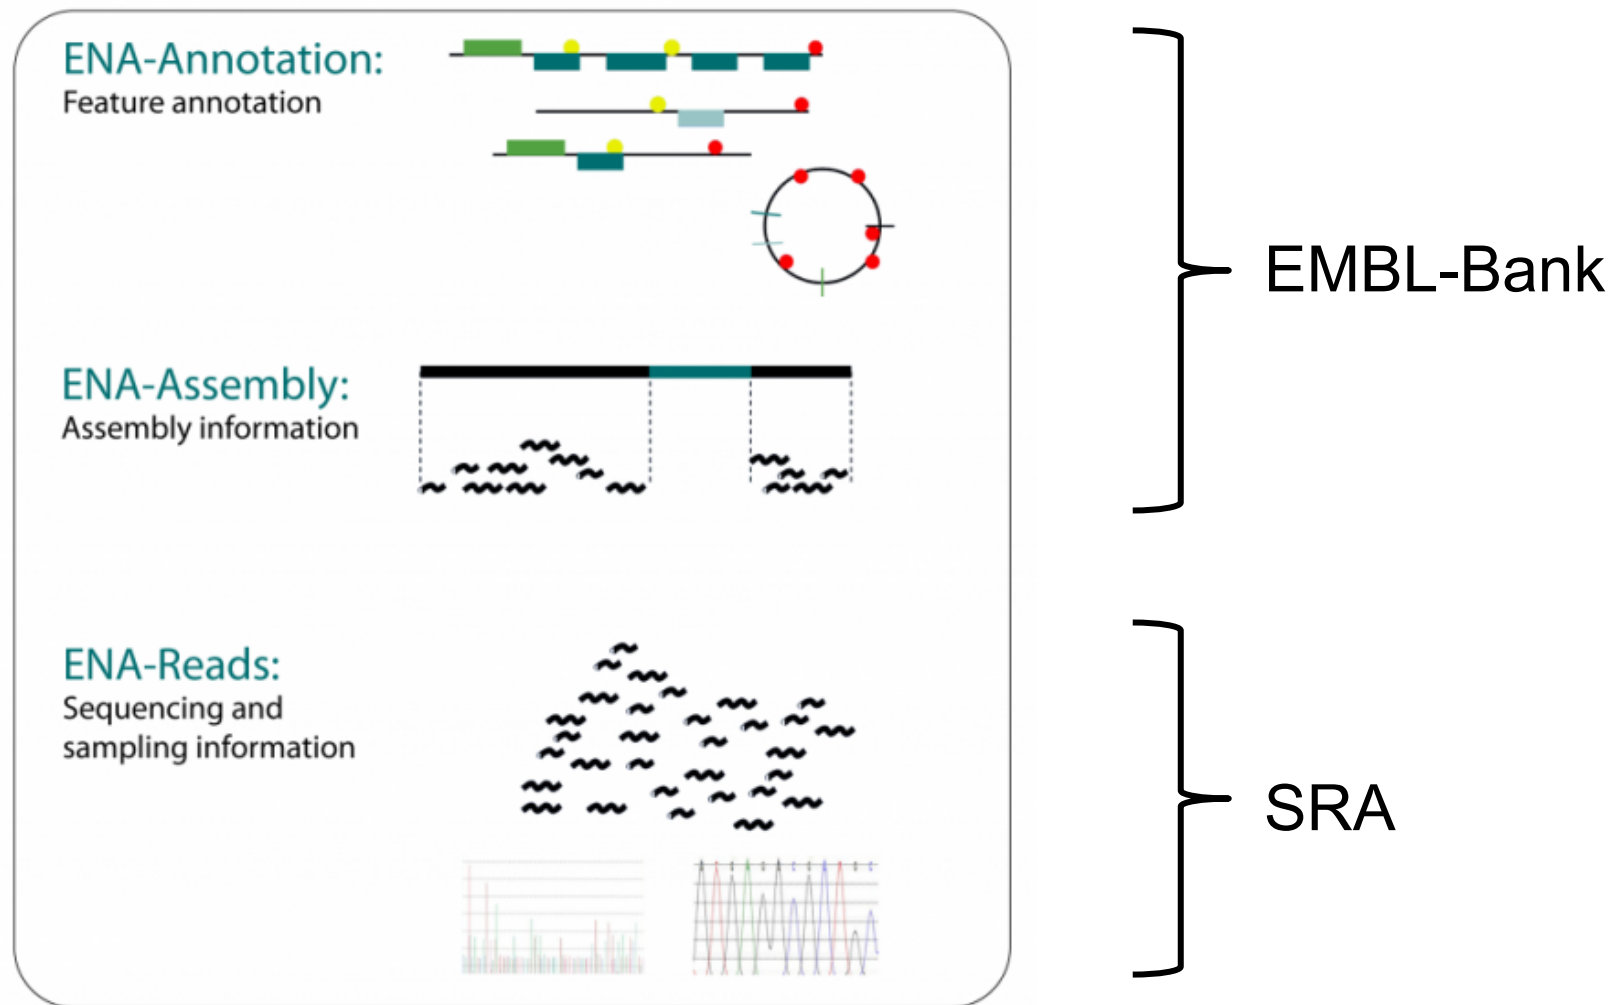 ENA-Annotation:
Feature annotation
EMBL-Bank
ENA-Assembly:
Assembly information
ENA-Reads:
Sequencing and
sampling information
SRA